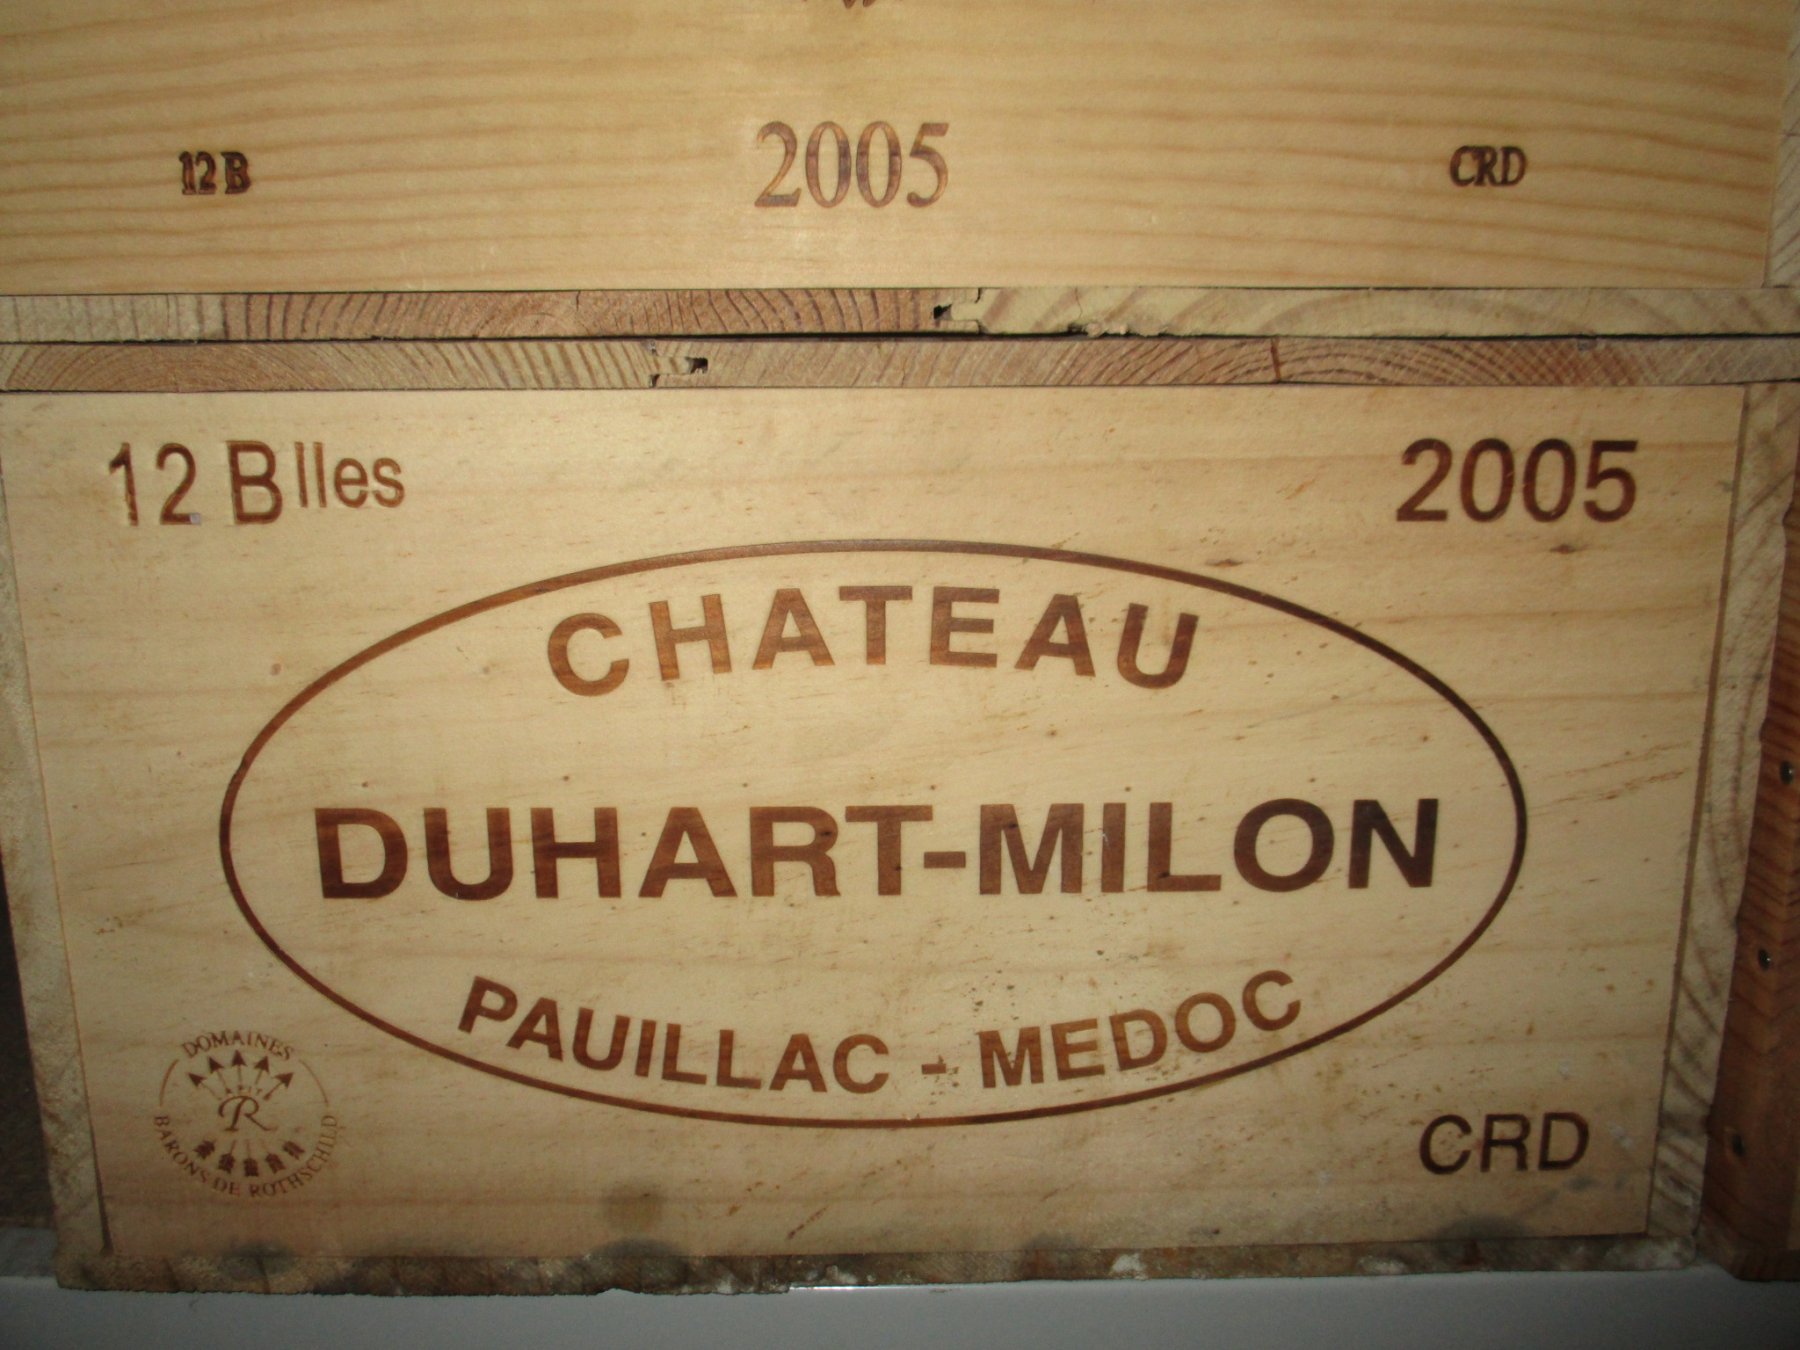 12 B 2005 CRD
12 Blles 2005
CHATEAU
DUHART-MILON
PAUILLAC - MEDOC
DOMAINES
R
BARONS DE ROTHSCHILD
CRD